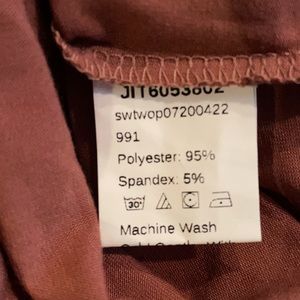 JIT6053802
swtwop07200422
991
Polyester: 95%
Spandex: 5%
30°
Machine Wash